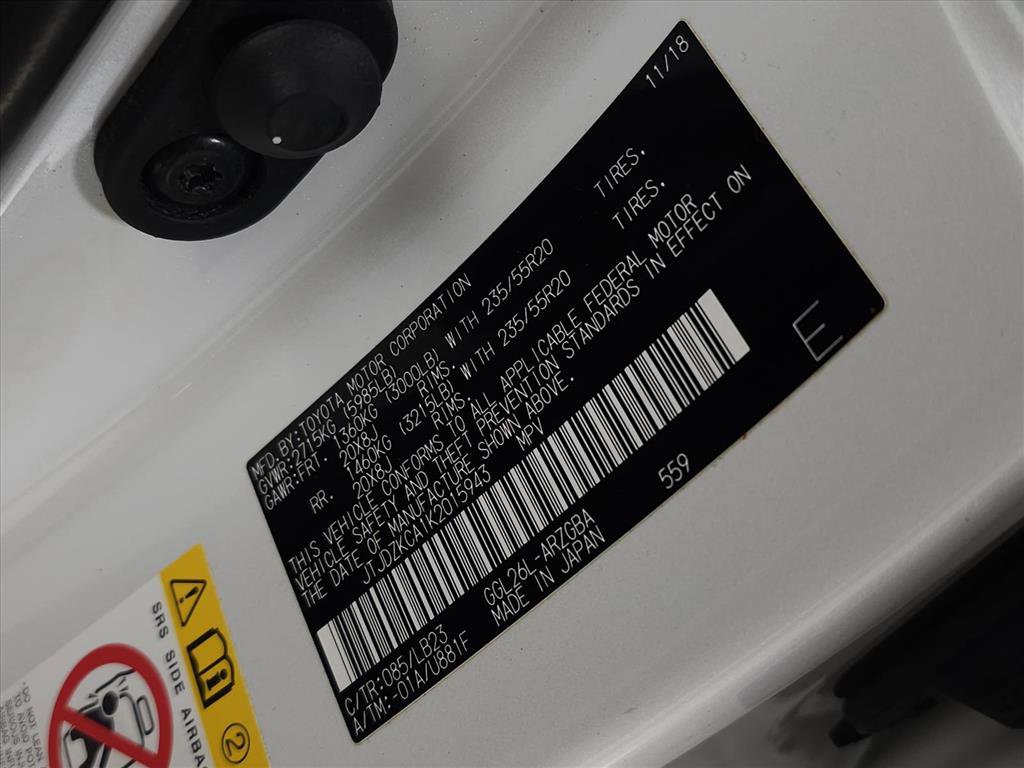 MFD.BY:TOYOTA MOTOR CORPORATION 11/18
GVWR:2715KG (5985LB)
GAWR:FRT. 1360KG (3000LB) WITH 235/55R20 TIRES.
20X8J RIMS.
RR. 1460KG (3215LB) WITH 235/55R20 TIRES.
20X8J RIMS.
THIS VEHICLE CONFORMS TO ALL APPLICABLE FEDERAL MOTOR
VEHICLE SAFETY AND THEFT PREVENTION STANDARDS IN EFFECT ON
THE DATE OF MANUFACTURE SHOWN ABOVE.
JTJDZKCA1K2015943 MPV
E
C/TR:085/LB23 GGL26L-ARZGBA 559
A/TM:-01A/U881F MADE IN JAPAN
SRS SIDE AIRBAG
2